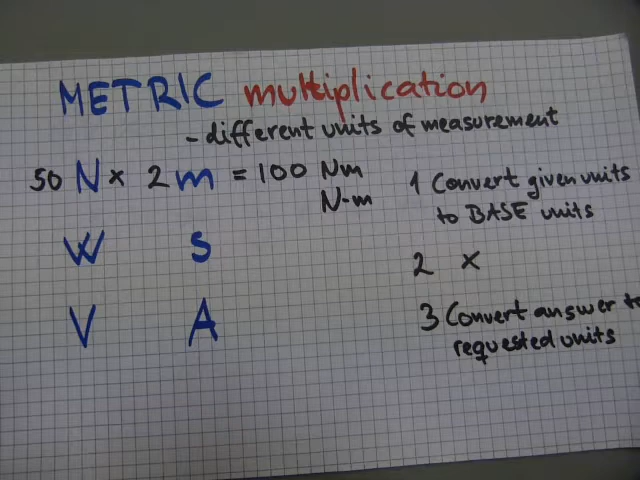 METRIC multiplication
- different units of measurement
50 N × 2 m = 100 Nm
N-m
1 Convert given units
to BASE units
W S
2 ×
V A
3 Convert answer to
requested units